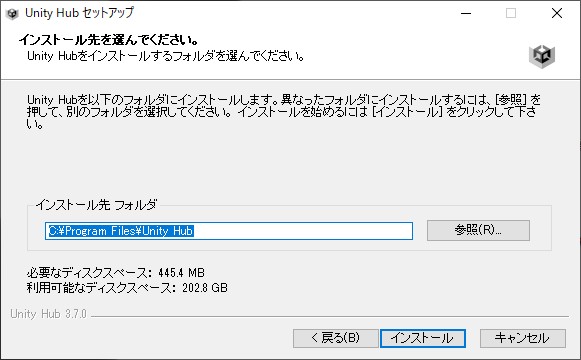 Unity Hub セットアップ
インストール先を選んでください。
Unity Hubをインストールするフォルダを選んでください。
Unity Hubを以下のフォルダにインストールします。異なったフォルダにインストールするには、[参照] を
押して、別のフォルダを選択してください。 インストールを始めるには [インストール] をクリックして下さ
い。
インストール先 フォルダ
C:¥Program Files¥Unity Hub
参照(R)...
必要なディスクスペース: 445.4 MB
利用可能なディスクスペース: 202.8 GB
Unity Hub 3.7.0
< 戻る(B)
インストール
キャンセル